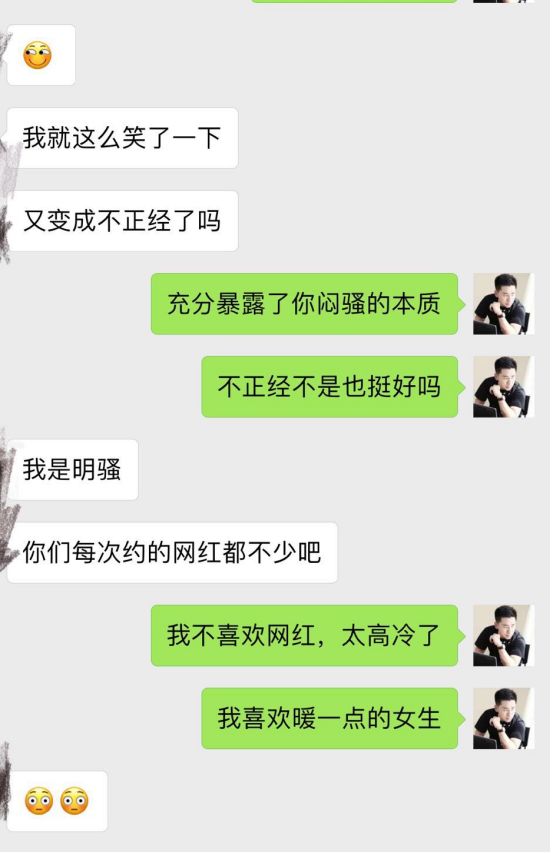 我就这么笑了一下
又变成不正经了吗
充分暴露了你闷骚的本质
不正经不是也挺好吗
我是明骚
你们每次约的网红都不少吧
我不喜欢网红，太高冷了
我喜欢暖一点的女生